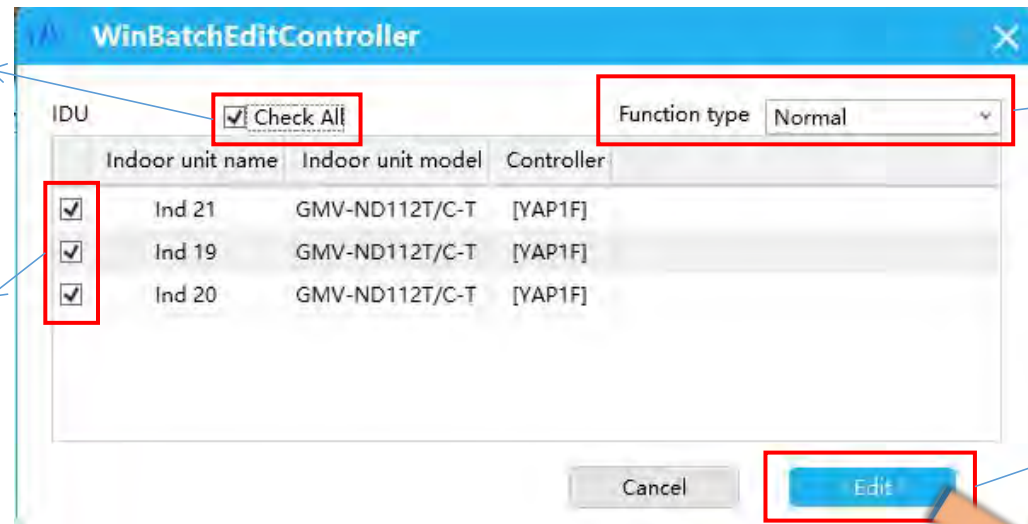 WinBatchEditController
IDU Check All Function type Normal
Indoor unit name Indoor unit model Controller
Ind 21 GMV-ND112T/C-T [YAP1F]
Ind 19 GMV-ND112T/C-T [YAP1F]
Ind 20 GMV-ND112T/C-T [YAP1F]
Cancel Edit